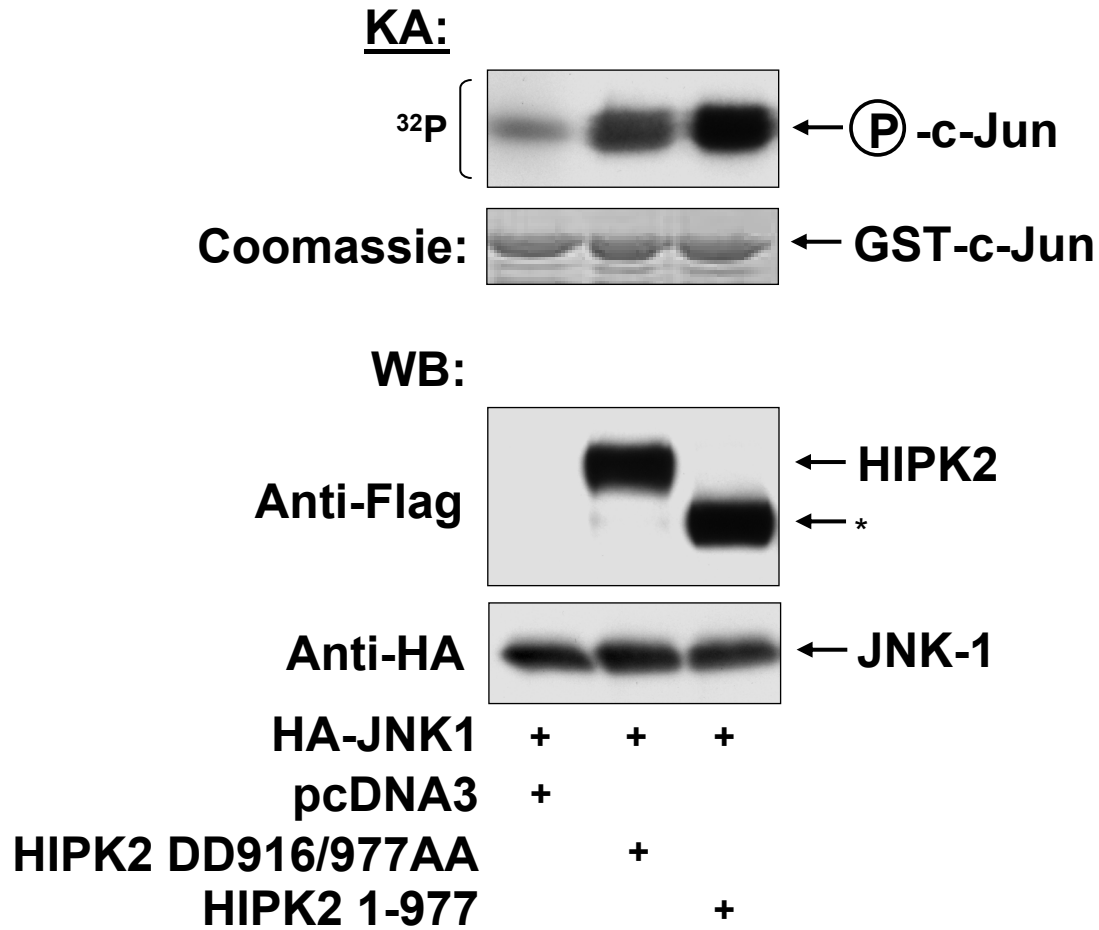 KA:
32P
P -c-Jun
Coomassie:
GST-c-Jun
WB:
Anti-Flag
HIPK2
*
Anti-HA
JNK-1
HA-JNK1 + + +
pcDNA3 +
HIPK2 DD916/977AA +
HIPK2 1-977 +